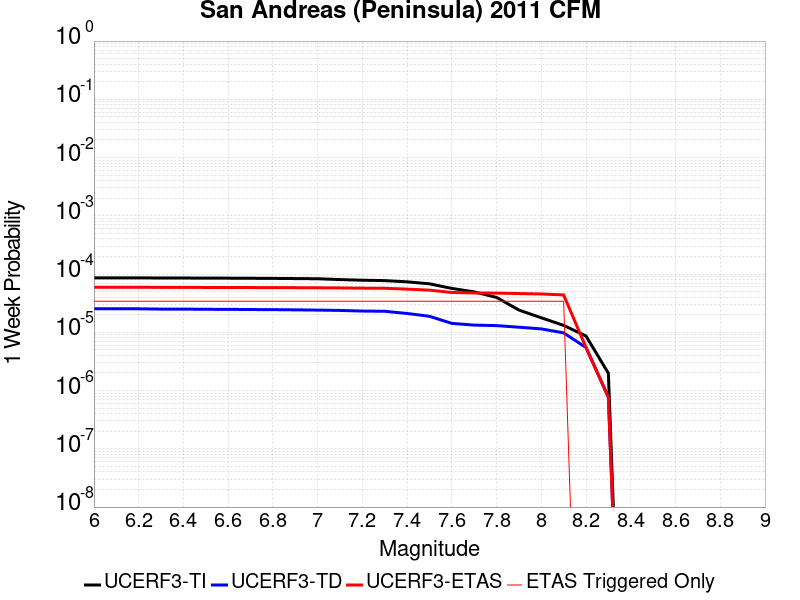 San Andreas (Peninsula) 2011 CFM
10^0
10^-1
10^-2
10^-3
10^-4
10^-5
10^-6
10^-7
10^-8
1 Week Probability
6 6.2 6.4 6.6 6.8 7 7.2 7.4 7.6 7.8 8 8.2 8.4 8.6 8.8 9
Magnitude
UCERF3-TI UCERF3-TD UCERF3-ETAS ETAS Triggered Only